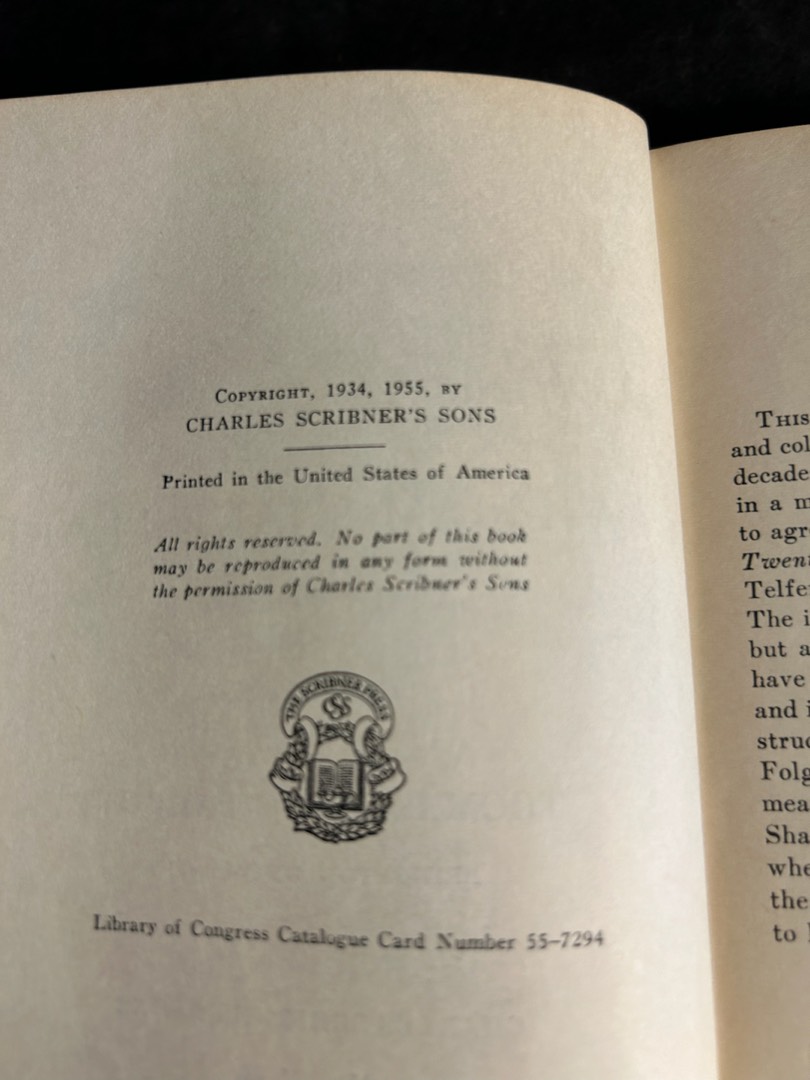 COPYRIGHT, 1934, 1955, BY
CHARLES SCRIBNER'S SONS
Printed in the United States of America
All rights reserved. No part of this book
may be reproduced in any form without
the permission of Charles Scribner's Sons
THE SCRIBNER PRESS
CSS
Library of Congress Catalogue Card Number 55-7294
THIS
and col
decade
in a m
to agr
Twent
Telfe
The i
but a
have
and i
struc
Folg
mea
Sha
whe
the
to